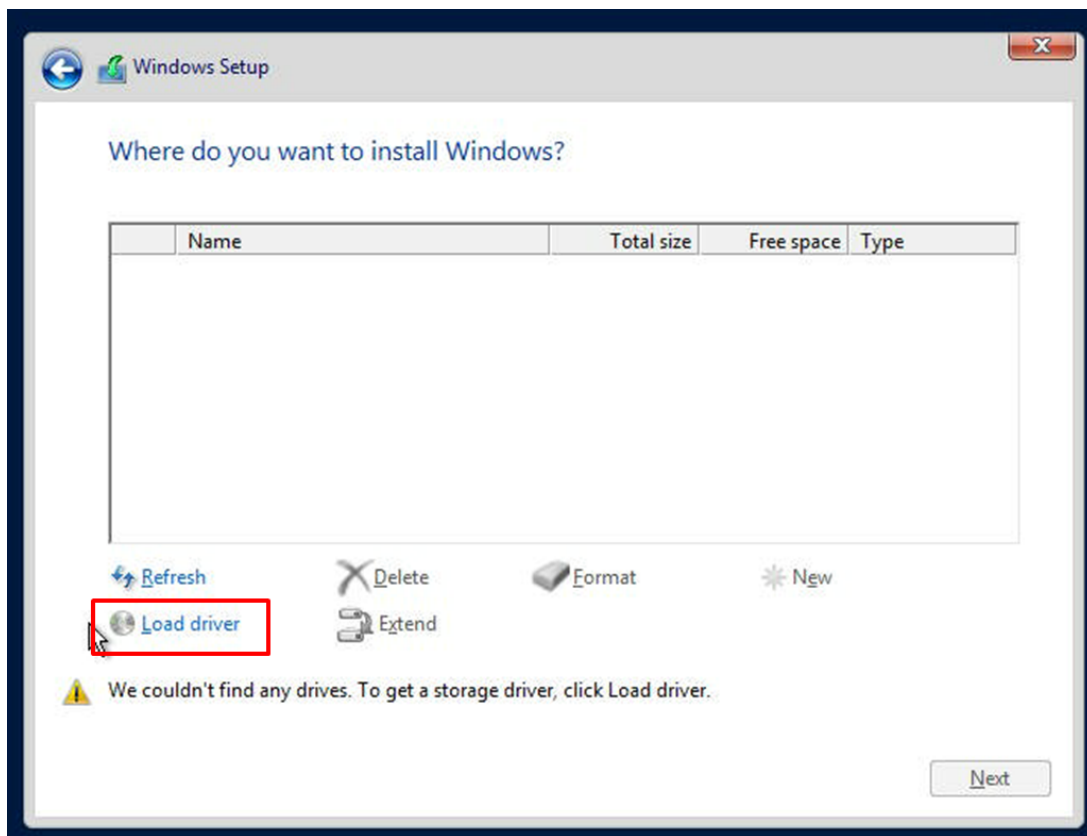 Windows Setup
Where do you want to install Windows?
Name Total size Free space Type
Refresh Delete Format New
Load driver Extend
We couldn't find any drives. To get a storage driver, click Load driver.
Next